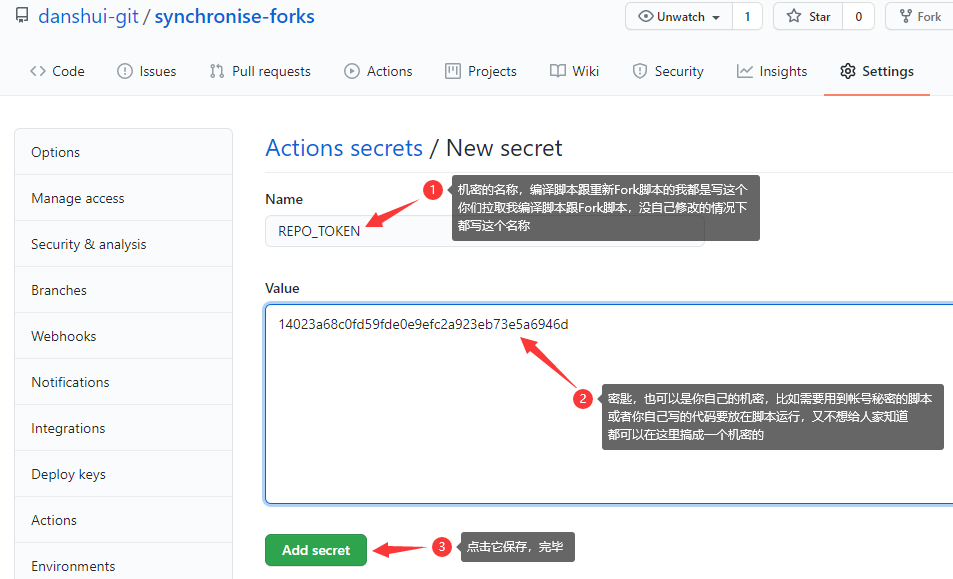 danshui-git / synchronise-forks
Unwatch 1 Star 0 Fork
Code Issues Pull requests Actions Projects Wiki Security Insights Settings
Options
Manage access
Security & analysis
Branches
Webhooks
Notifications
Integrations
Deploy keys
Actions
Environments
Actions secrets / New secret
Name
1
机密的名称，编译脚本跟重新Fork脚本的我都是写这个
你们拉取我编译脚本跟Fork脚本，没自己修改的情况下
都写这个名称
REPO_TOKEN
Value
14023a68c0fd59fde0e9efc2a923eb73e5a6946d
2
密匙，也可以是你自己的机密，比如需要用到帐号秘密的脚本
或者你自己写的代码要放在脚本运行，又不想给人家知道
都可以在这里搞成一个机密的
Add secret
3
点击它保存，完毕